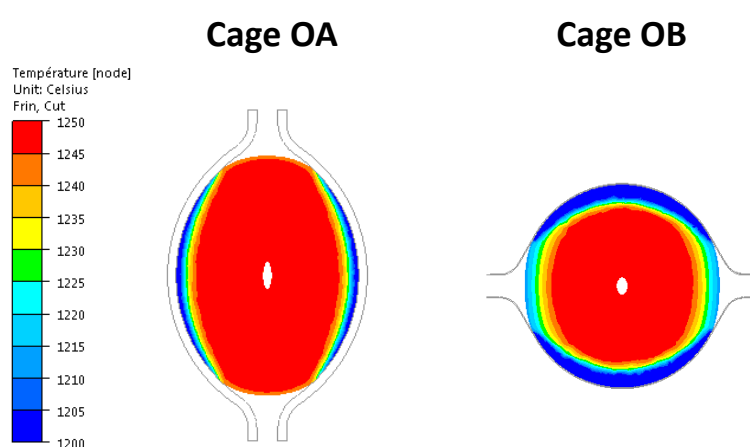 Cage OA
Cage OB
Température [node]
Unit: Celsius
Frin, Cut
1250
1245
1240
1235
1230
1225
1220
1215
1210
1205
1200